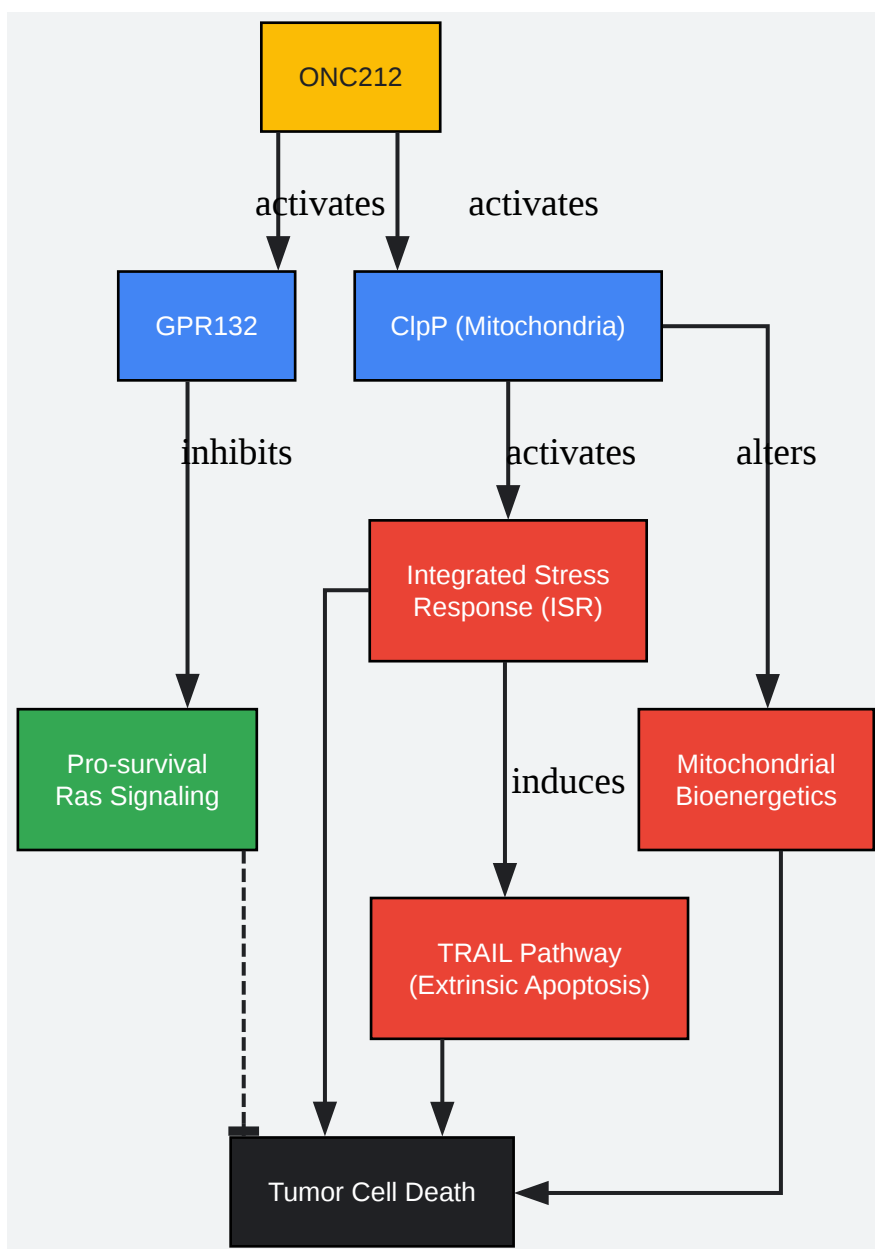 ONC212
activates
activates
GPR132
ClpP (Mitochondria)
inhibits
activates
alters
Integrated Stress
Response (ISR)
Pro-survival
Ras Signaling
induces
Mitochondrial
Bioenergetics
TRAIL Pathway
(Extrinsic Apoptosis)
Tumor Cell Death